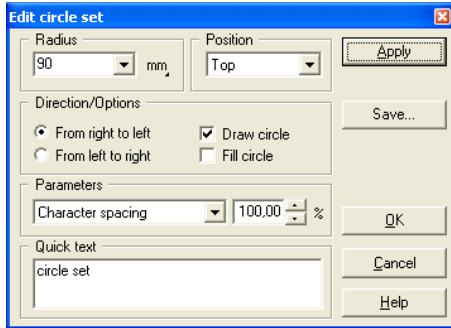 Edit circle set
Radius
90 mm
Position
Top
Apply
Direction/Options
From right to left
Draw circle
From left to right
Fill circle
Save...
Parameters
Character spacing 100,00 %
OK
Quick text
circle set
Cancel
Help